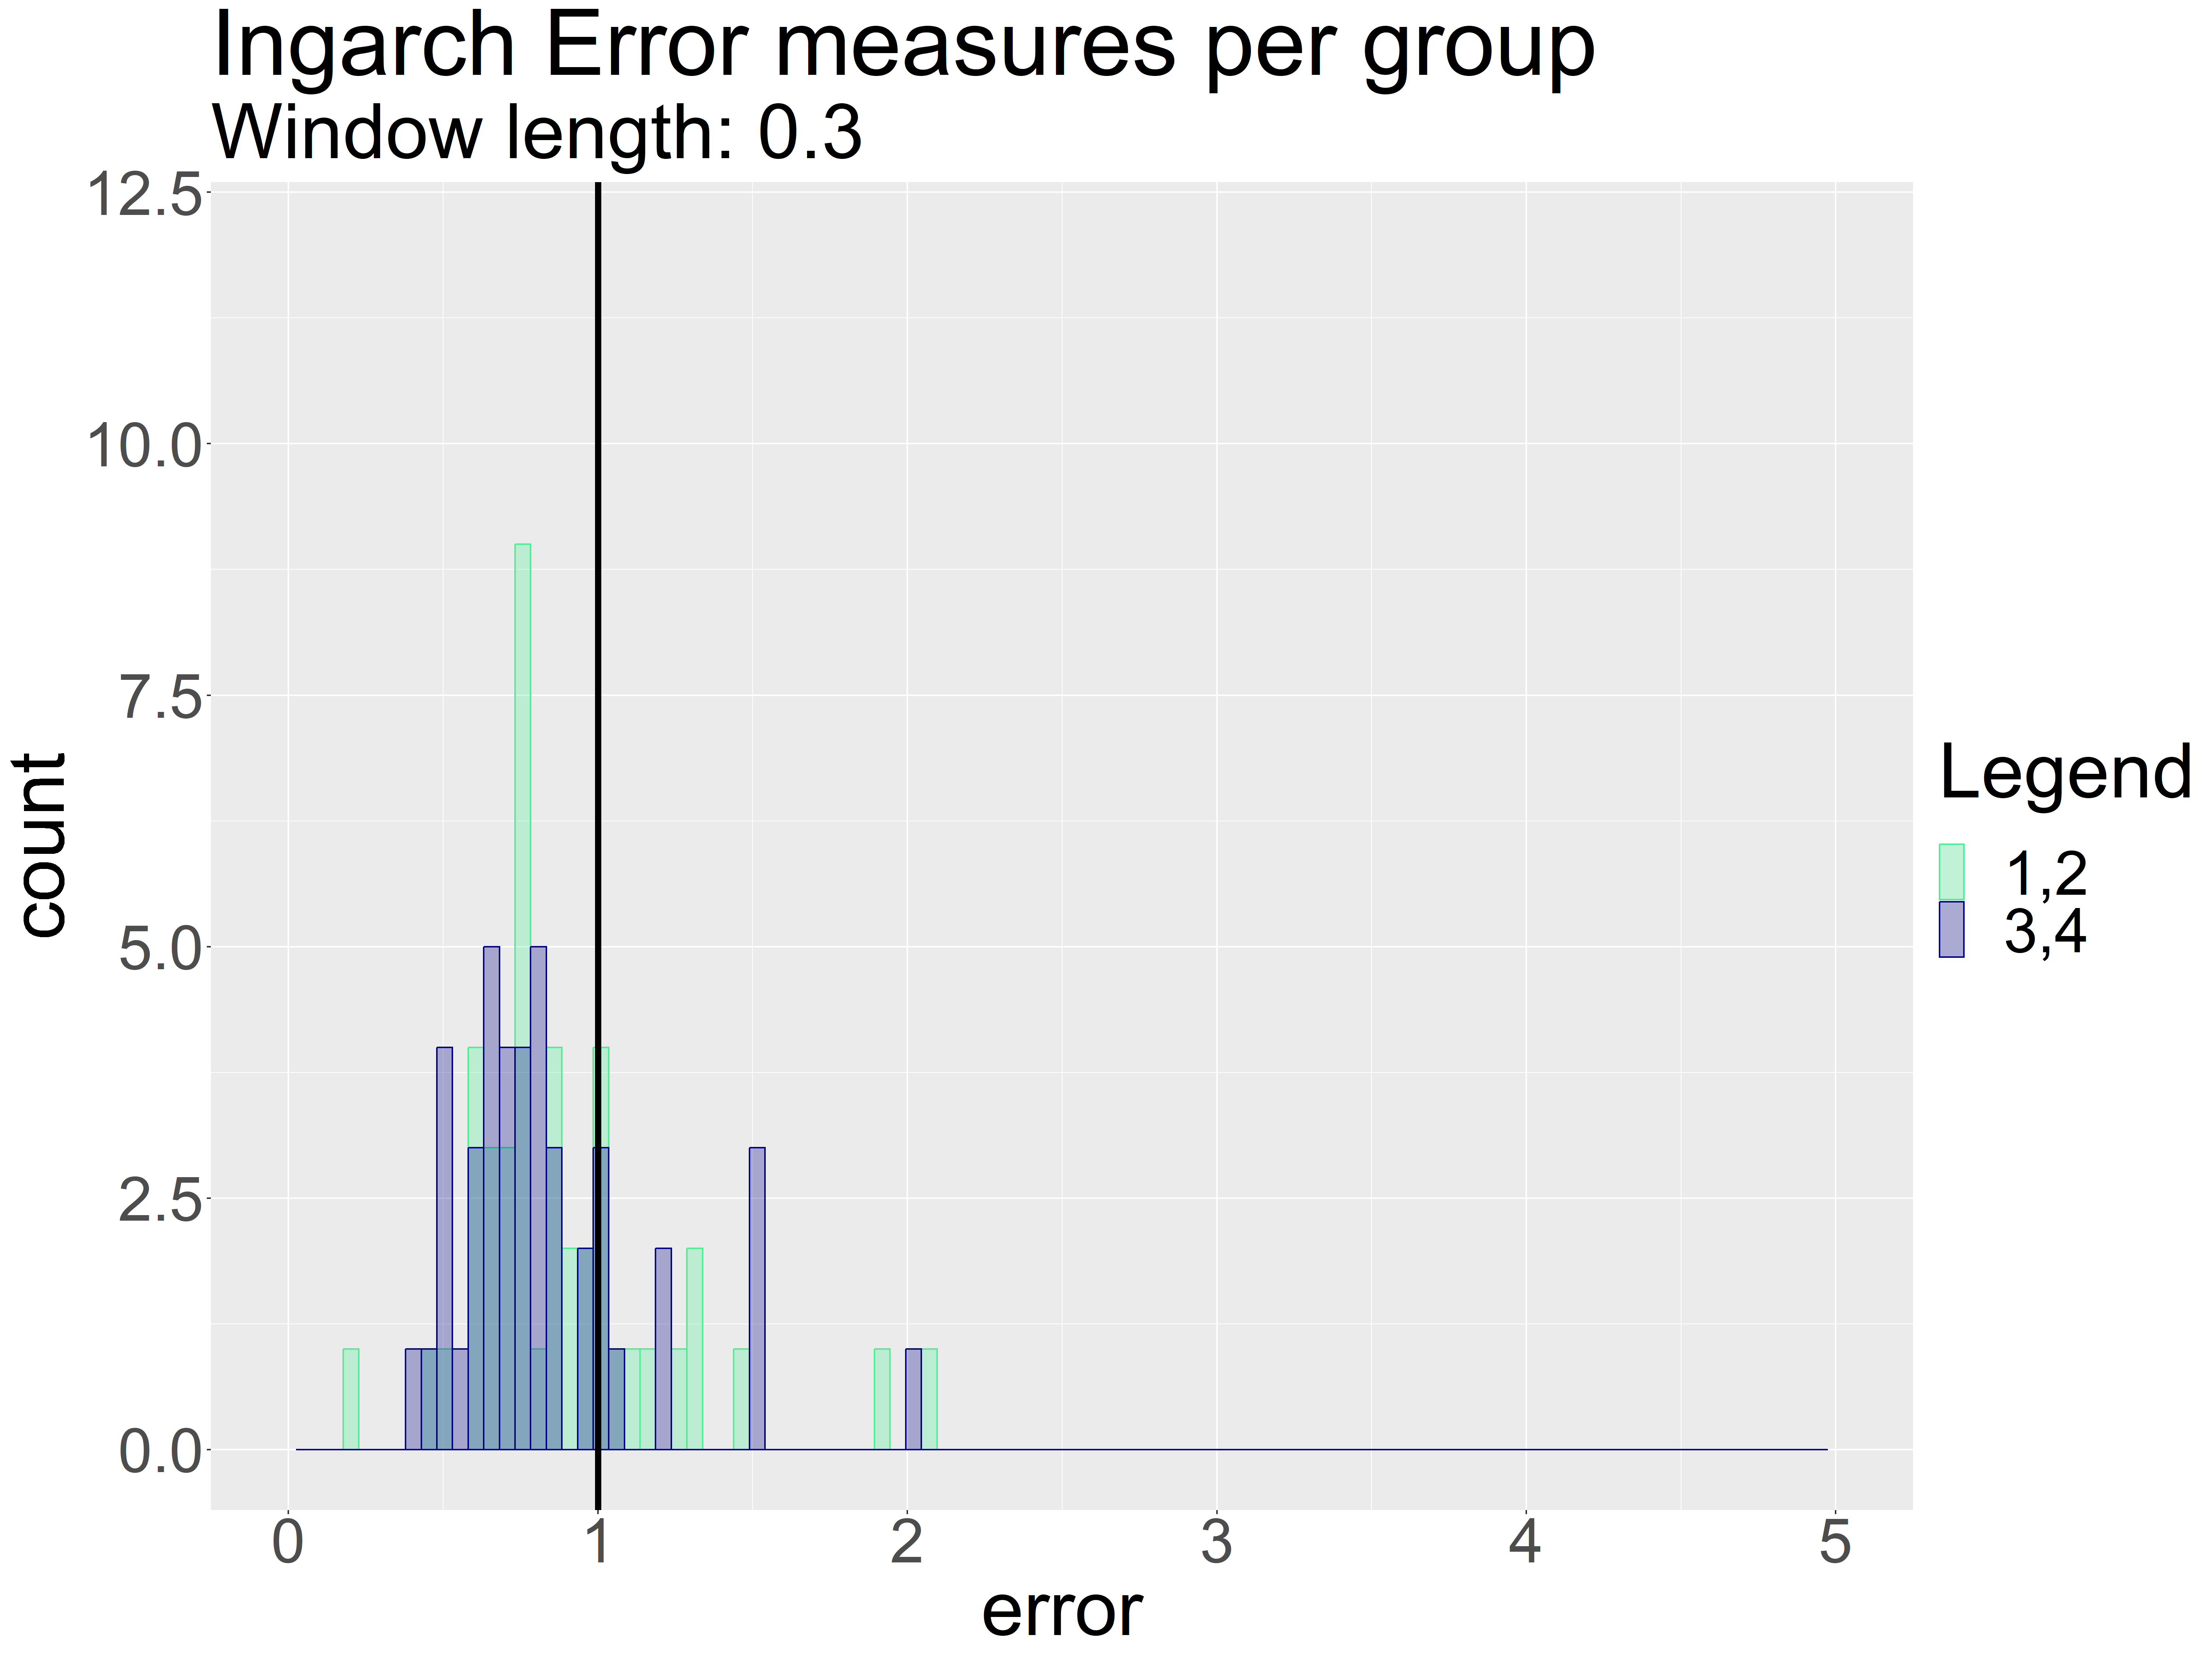 Ingarch Error measures per group
Window length: 0.3
12.5
10.0
7.5
5.0
2.5
0.0
count
0 1 2 3 4 5
error
Legend
1,2
3,4